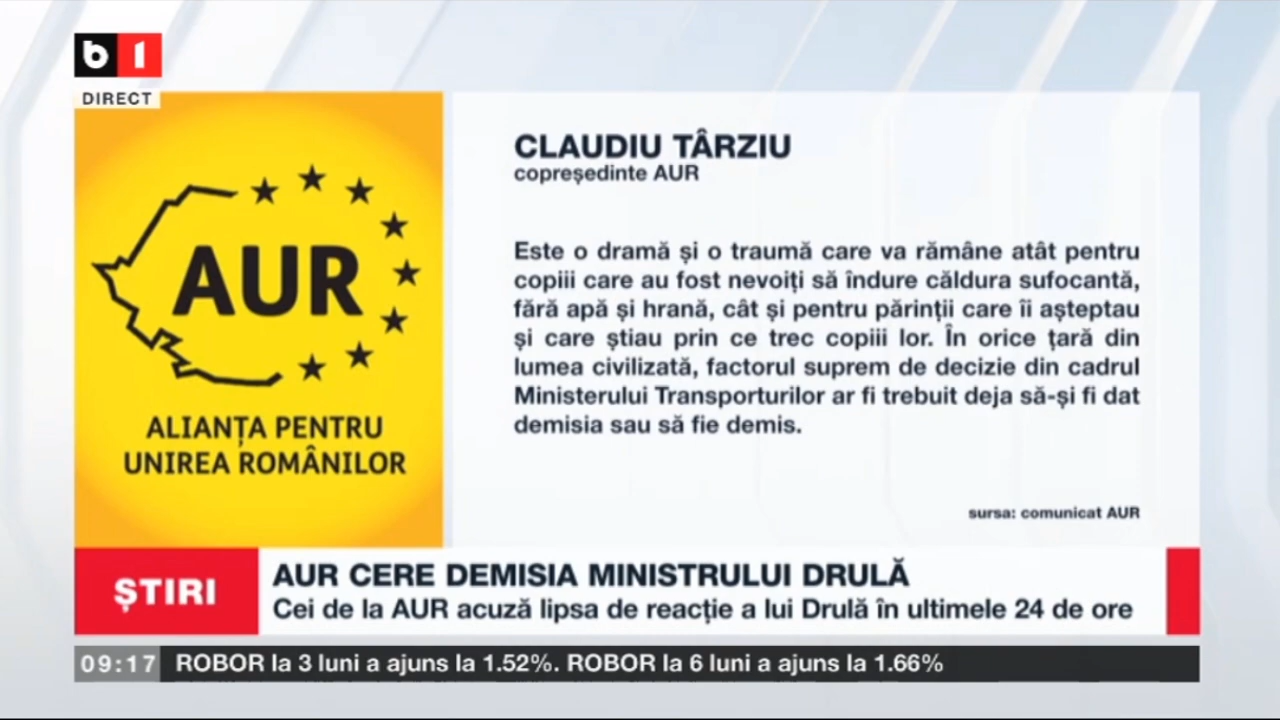 b1
DIRECT
AUR
ALIANȚA PENTRU
UNIREA ROMÂNILOR
CLAUDIU TÂRZIU
copreședinte AUR
Este o dramă și o traumă care va rămâne atât pentru
copiii care au fost nevoiți să îndure căldura sufocantă,
fără apă și hrană, cât și pentru părinții care îi așteptau
și care știau prin ce trec copiii lor. În orice țară din
lumea civilizată, factorul suprem de decizie din cadrul
Ministerului Transporturilor ar fi trebuit deja să-și fi dat
demisia sau să fie demis.
sursa: comunicat AUR
ȘTIRI
AUR CERE DEMISIA MINISTRULUI DRULĂ
Cei de la AUR acuză lipsa de reacție a lui Drulă în ultimele 24 de ore
09:17 ROBOR la 3 luni a ajuns la 1.52%. ROBOR la 6 luni a ajuns la 1.66%